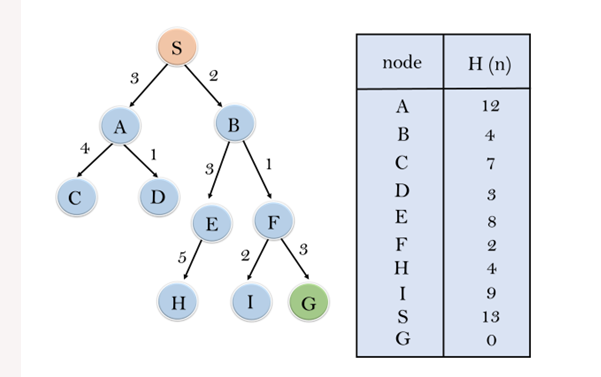 S
3
2
A
B
4
1
3
1
C
D
E
F
5
2
3
H
I
G
node H (n)
A 12
B 4
C 7
D 3
E 8
F 2
H 4
I 9
S 13
G 0